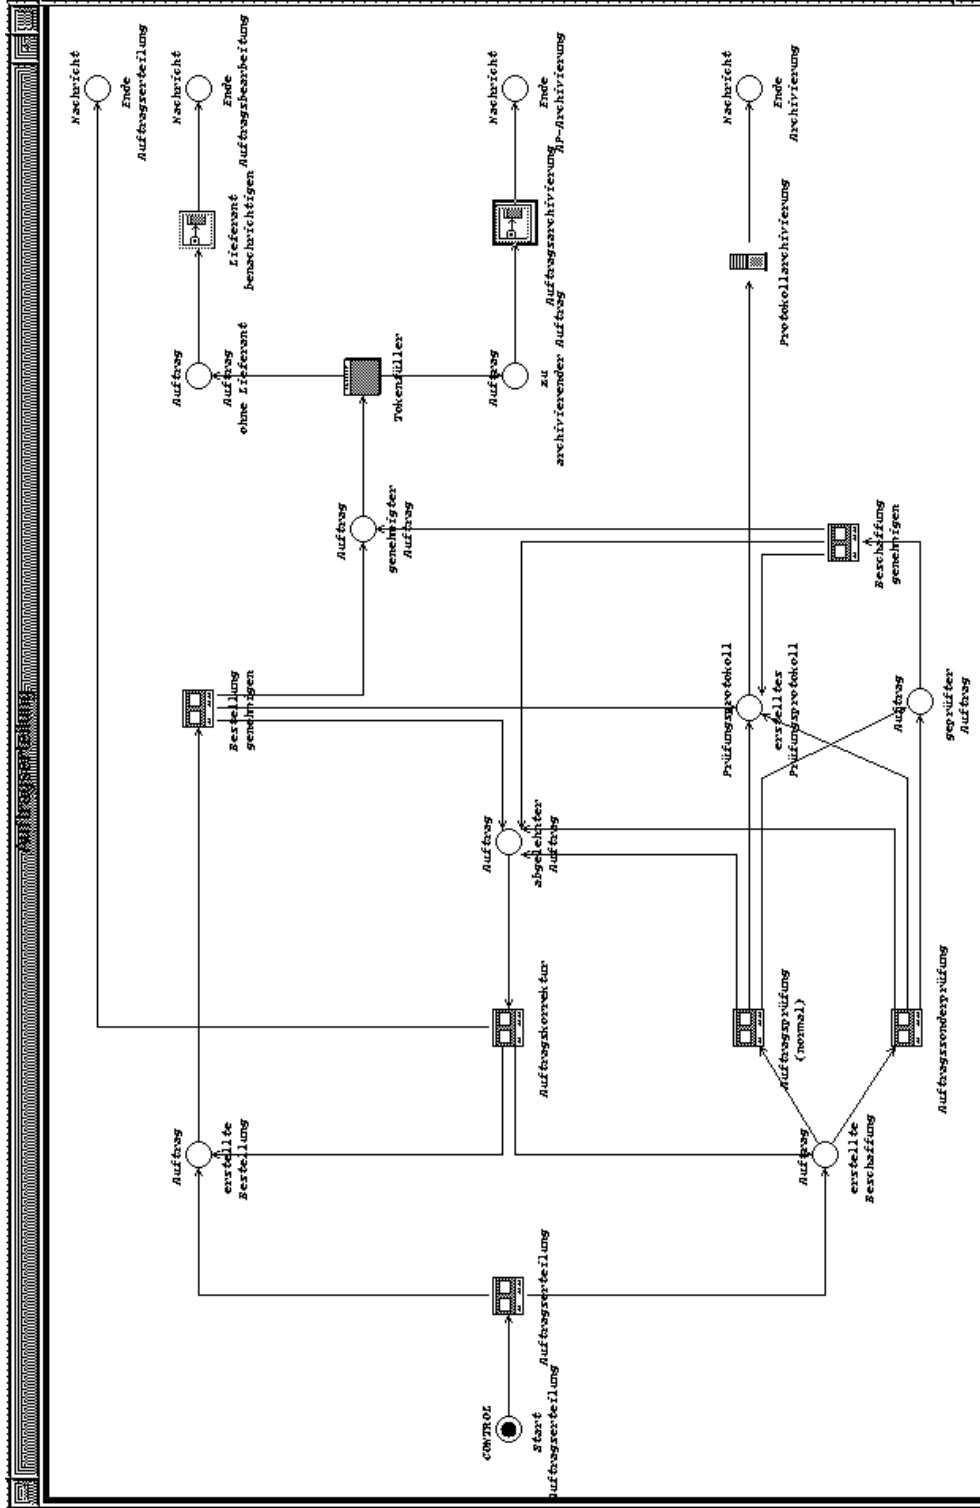 Auftragserteilung
Nachricht
Ende
Auftragserteilung
Auftrag
erstellte
Bestellung
Bestellung
genehmigen
Auftrag
Auftrag
ohne Lieferant
Lieferant
benachrichtigen
Nachricht
Ende
Auftragsbearbeitung
Auftrag
genehmigter
Auftrag
Tokenfüller
CONTROL
Start
Auftragserteilung
Auftragserteilung
Auftragskorrektur
Auftrag
abgelehnter
Auftrag
Auftrag
zu
archivierender Auftrag
Auftragsarchivierung
Nachricht
Ende
AP-Archivierung
Auftragsprüfung
(normal)
Prüfungsprotokoll
erstelltes
Prüfungsprotokoll
Protokollarchivierung
Nachricht
Ende
Archivierung
Auftrag
erstellte
Beschaffung
Beschaffung
genehmigen
Auftragssonderprüfung
Auftrag
geprüfter
Auftrag